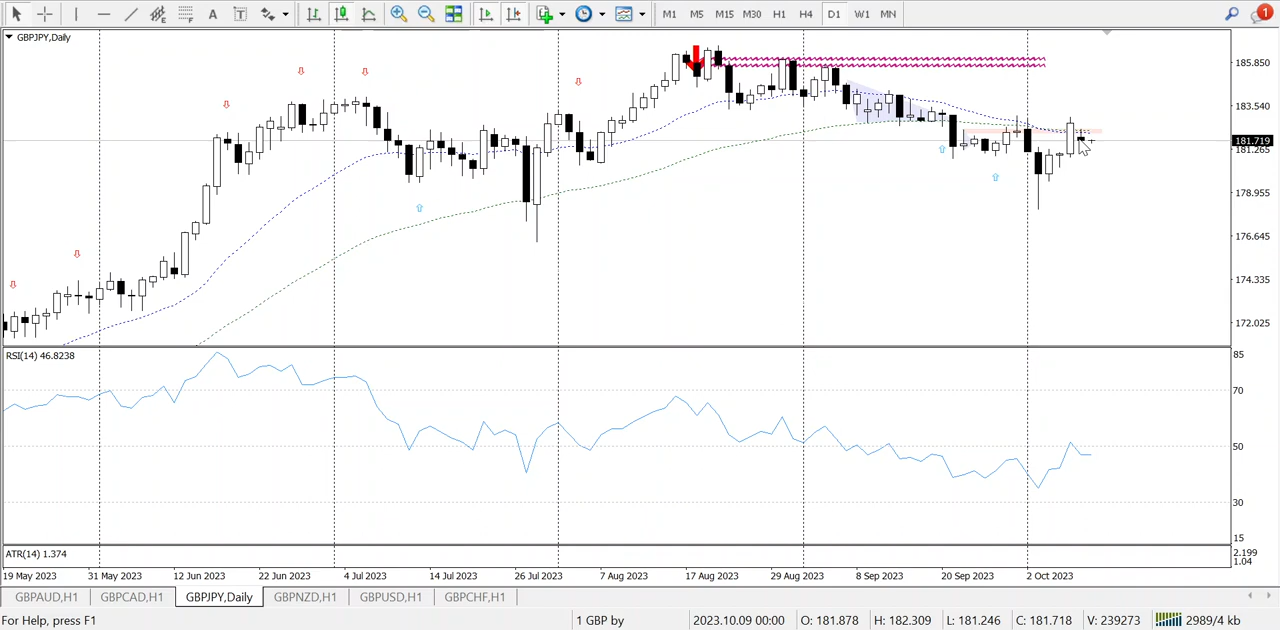 A T M1 M5 M15 M30 H1 H4 D1 W1 MN 1
GBPJPY,Daily
185.850
183.540
181.719
181.265
178.955
176.645
174.335
172.025
RSI(14) 46.8238
85
70
50
30
15
ATR(14) 1.374
2.199
1.04
19 May 2023 31 May 2023 12 Jun 2023 22 Jun 2023 4 Jul 2023 14 Jul 2023 26 Jul 2023 7 Aug 2023 17 Aug 2023 29 Aug 2023 8 Sep 2023 20 Sep 2023 2 Oct 2023
GBPAUD,H1 GBPCAD,H1 GBPJPY,Daily GBPNZD,H1 GBPUSD,H1 GBPCHF,H1
For Help, press F1 1 GBP by 2023.10.09 00:00 O: 181.878 H: 182.309 L: 181.246 C: 181.718 V: 239273 2989/4 kb